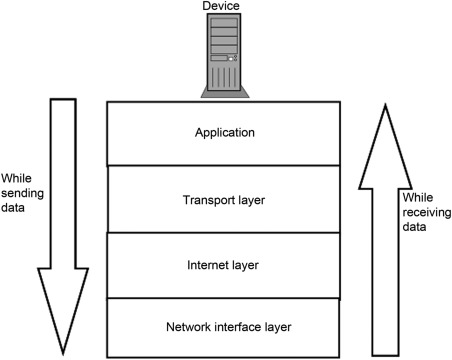 Device
Application
While
sending
data
Transport layer
While
receiving
data
Internet layer
Network interface layer